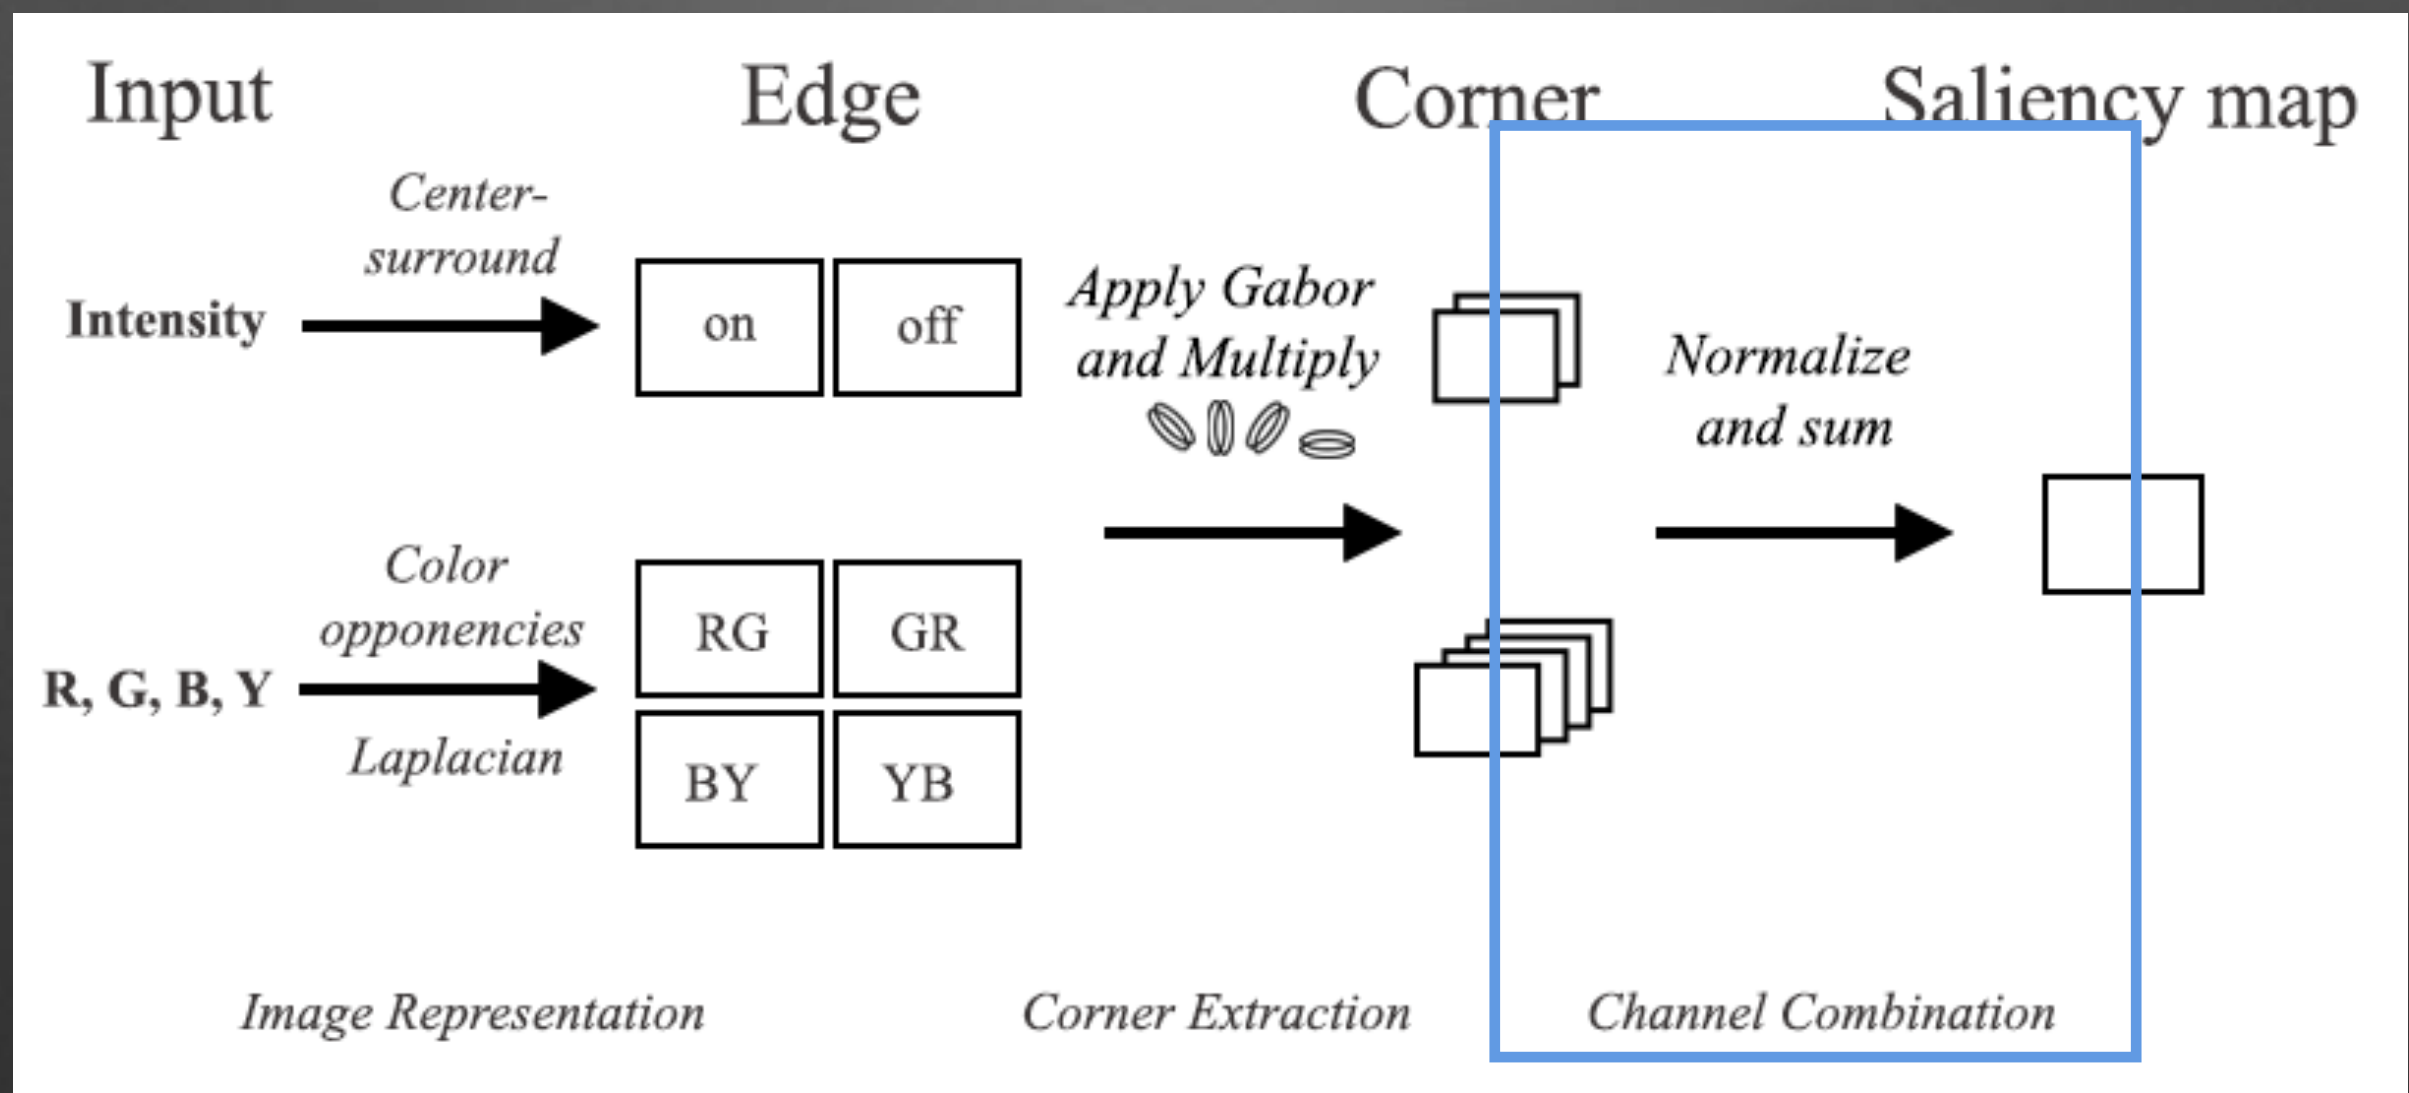 Input
Edge
Corner
Saliency map
Center-
surround
Intensity
on
off
Apply Gabor
and Multiply
Normalize
and sum
Color
opponencies
R, G, B, Y
Laplacian
RG
GR
BY
YB
Image Representation
Corner Extraction
Channel Combination